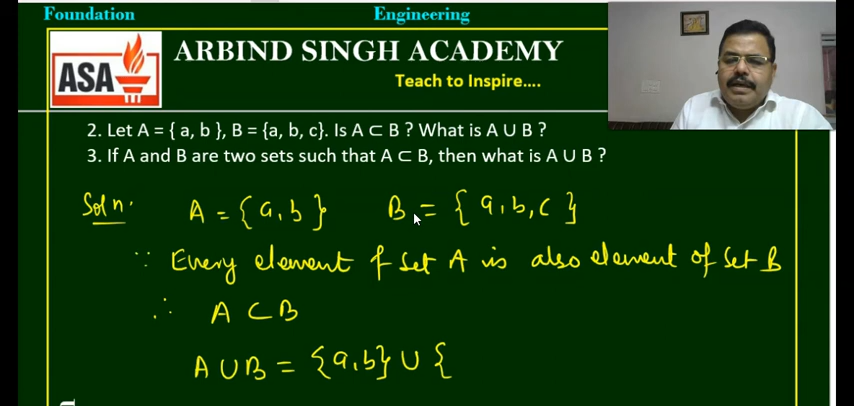 Foundation Engineering
ARBIND SINGH ACADEMY
ASA
Teach to Inspire....
2. Let A = { a, b }, B = {a, b, c}. Is A ⊂ B ? What is A ∪ B ?
3. If A and B are two sets such that A ⊂ B, then what is A ∪ B ?
Soln. A = {a, b} B = {a, b, c}
∵ Every element of set A is also element of set B
∴ A ⊂ B
A ∪ B = {a, b} ∪ {